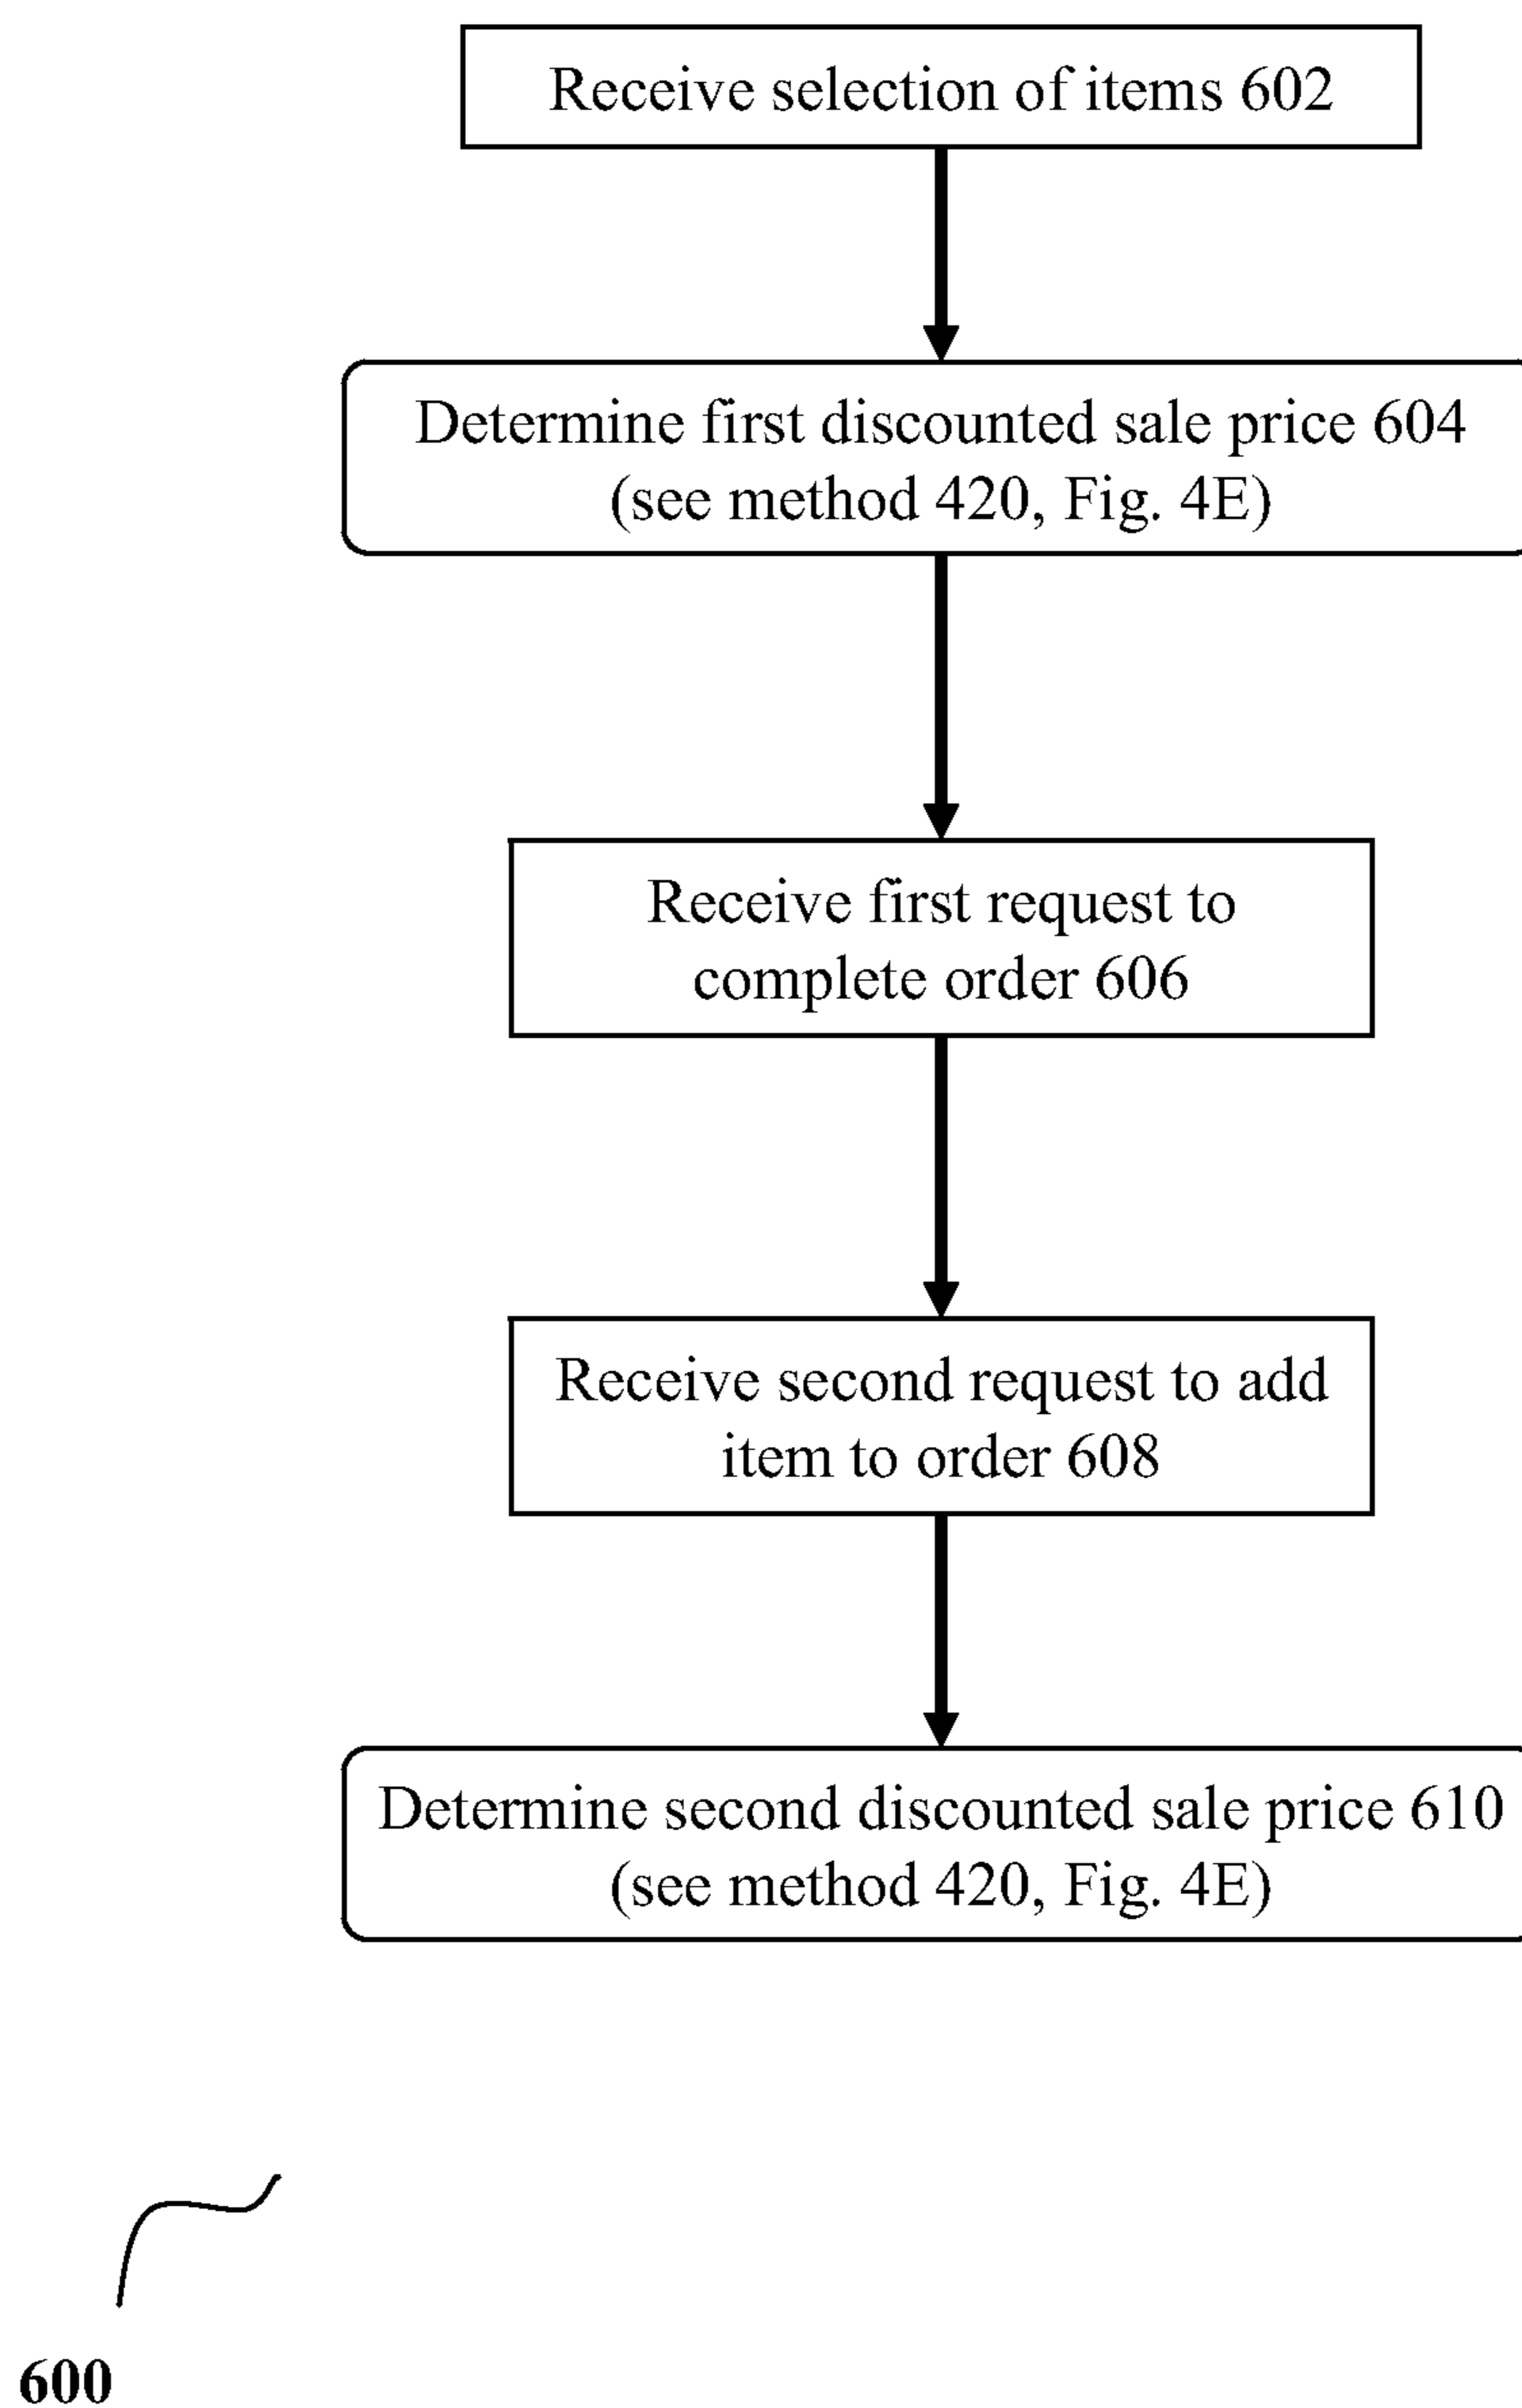 Receive selection of items 602
Determine first discounted sale price 604
(see method 420, Fig. 4E)
Receive first request to
complete order 606
Receive second request to add
item to order 608
Determine second discounted sale price 610
(see method 420, Fig. 4E)
600